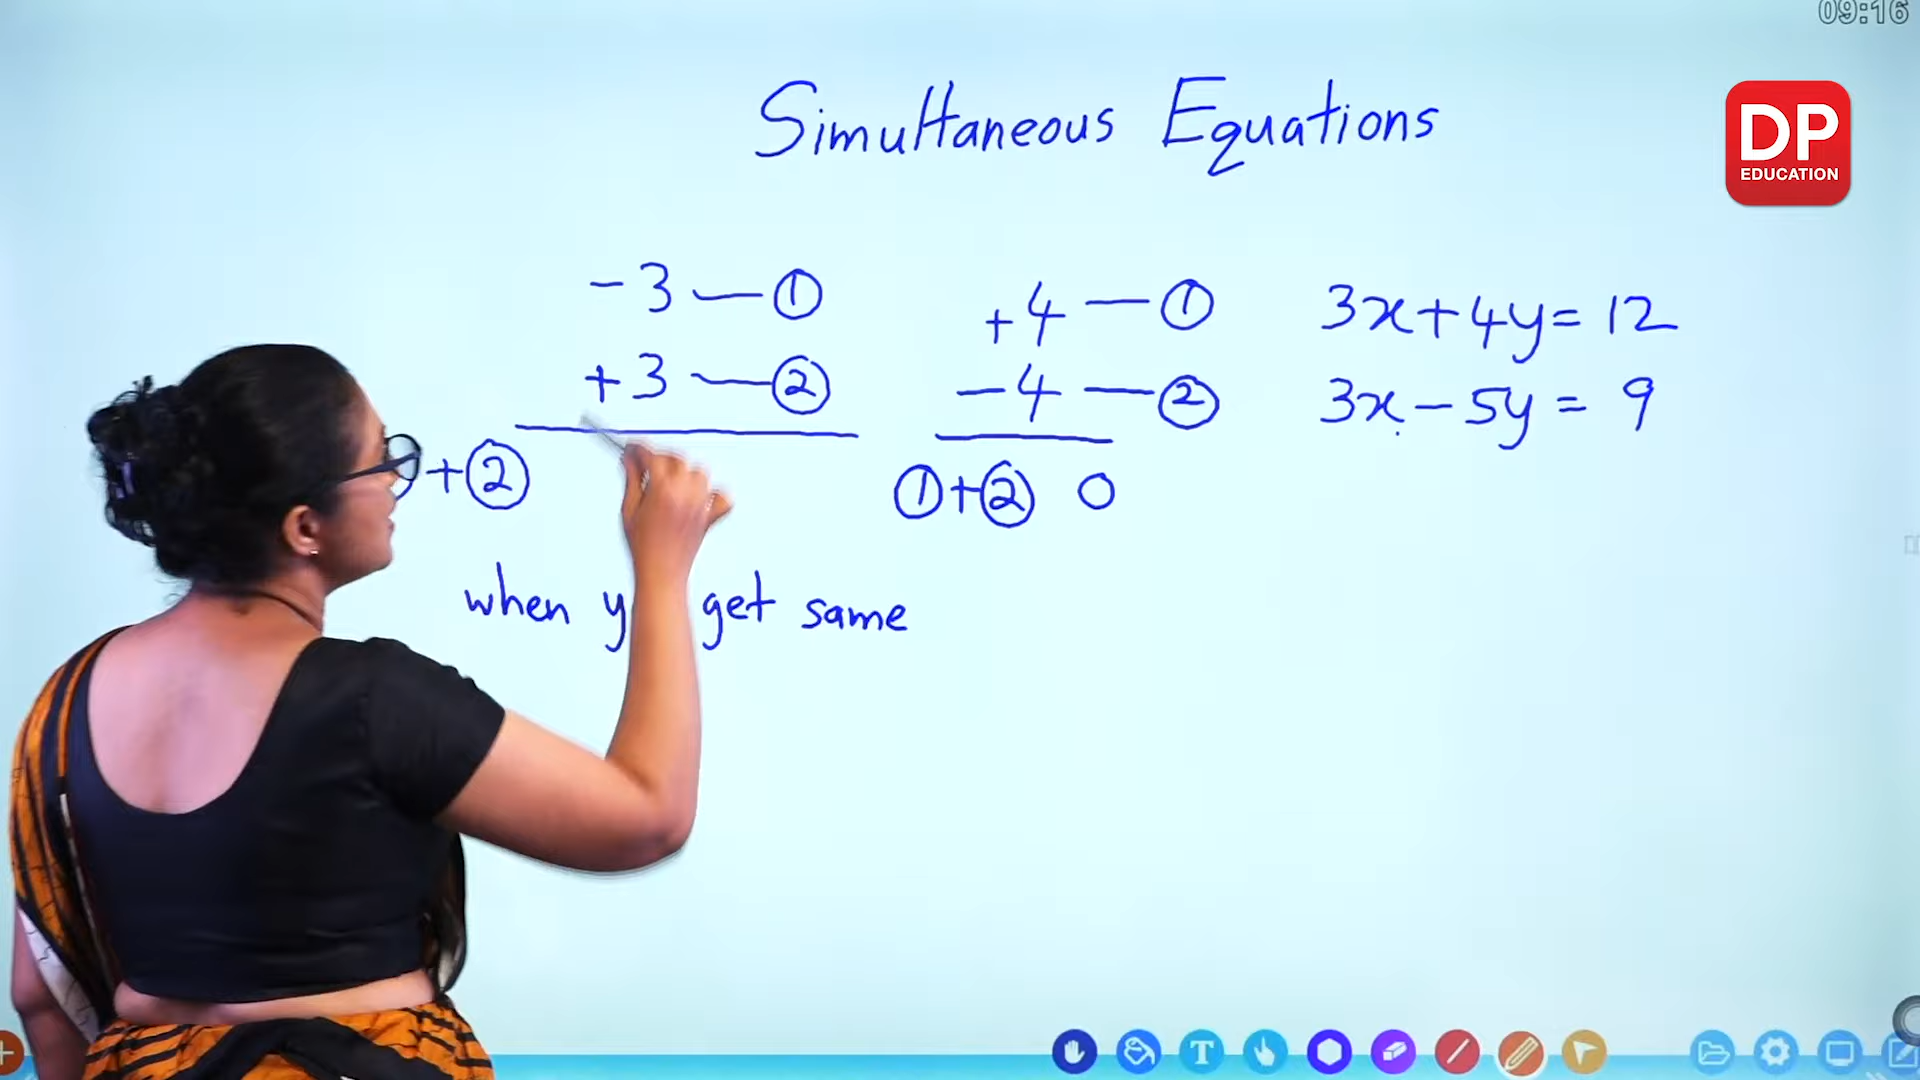 09:16
DP
EDUCATION
Simultaneous Equations
- 3 — ①
+ 3 — ②
+ ②
+ 4 — ①
- 4 — ②
① + ② 0
3x + 4y = 12
3x - 5y = 9
when y get same
T